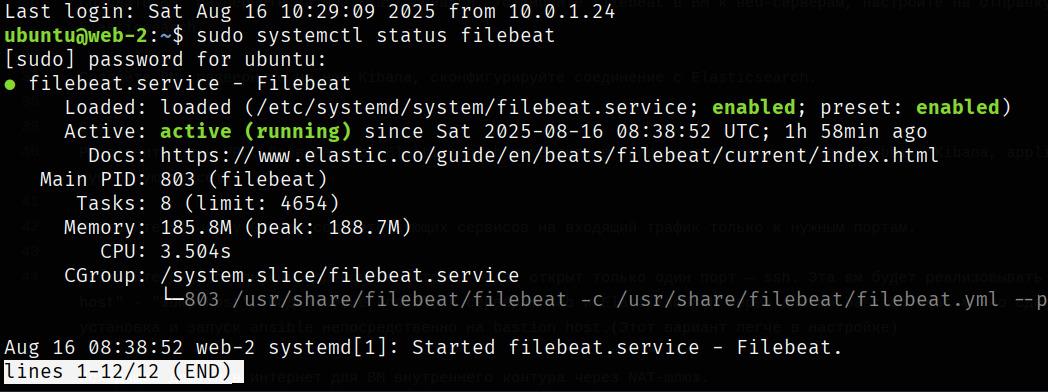 Last login: Sat Aug 16 10:29:09 2025 from 10.0.1.24
ubuntu@web-2:~$ sudo systemctl status filebeat
[sudo] password for ubuntu:
● filebeat.service - Filebeat
Loaded: loaded (/etc/systemd/system/filebeat.service; enabled; preset: enabled)
Active: active (running) since Sat 2025-08-16 08:38:52 UTC; 1h 58min ago
Docs: https://www.elastic.co/guide/en/beats/filebeat/current/index.html
Main PID: 803 (filebeat)
Tasks: 8 (limit: 4654)
Memory: 185.8M (peak: 188.7M)
CPU: 3.504s
CGroup: /system.slice/filebeat.service
└─803 /usr/share/filebeat/filebeat -c /usr/share/filebeat/filebeat.yml --p
Aug 16 08:38:52 web-2 systemd[1]: Started filebeat.service - Filebeat.
lines 1-12/12 (END)